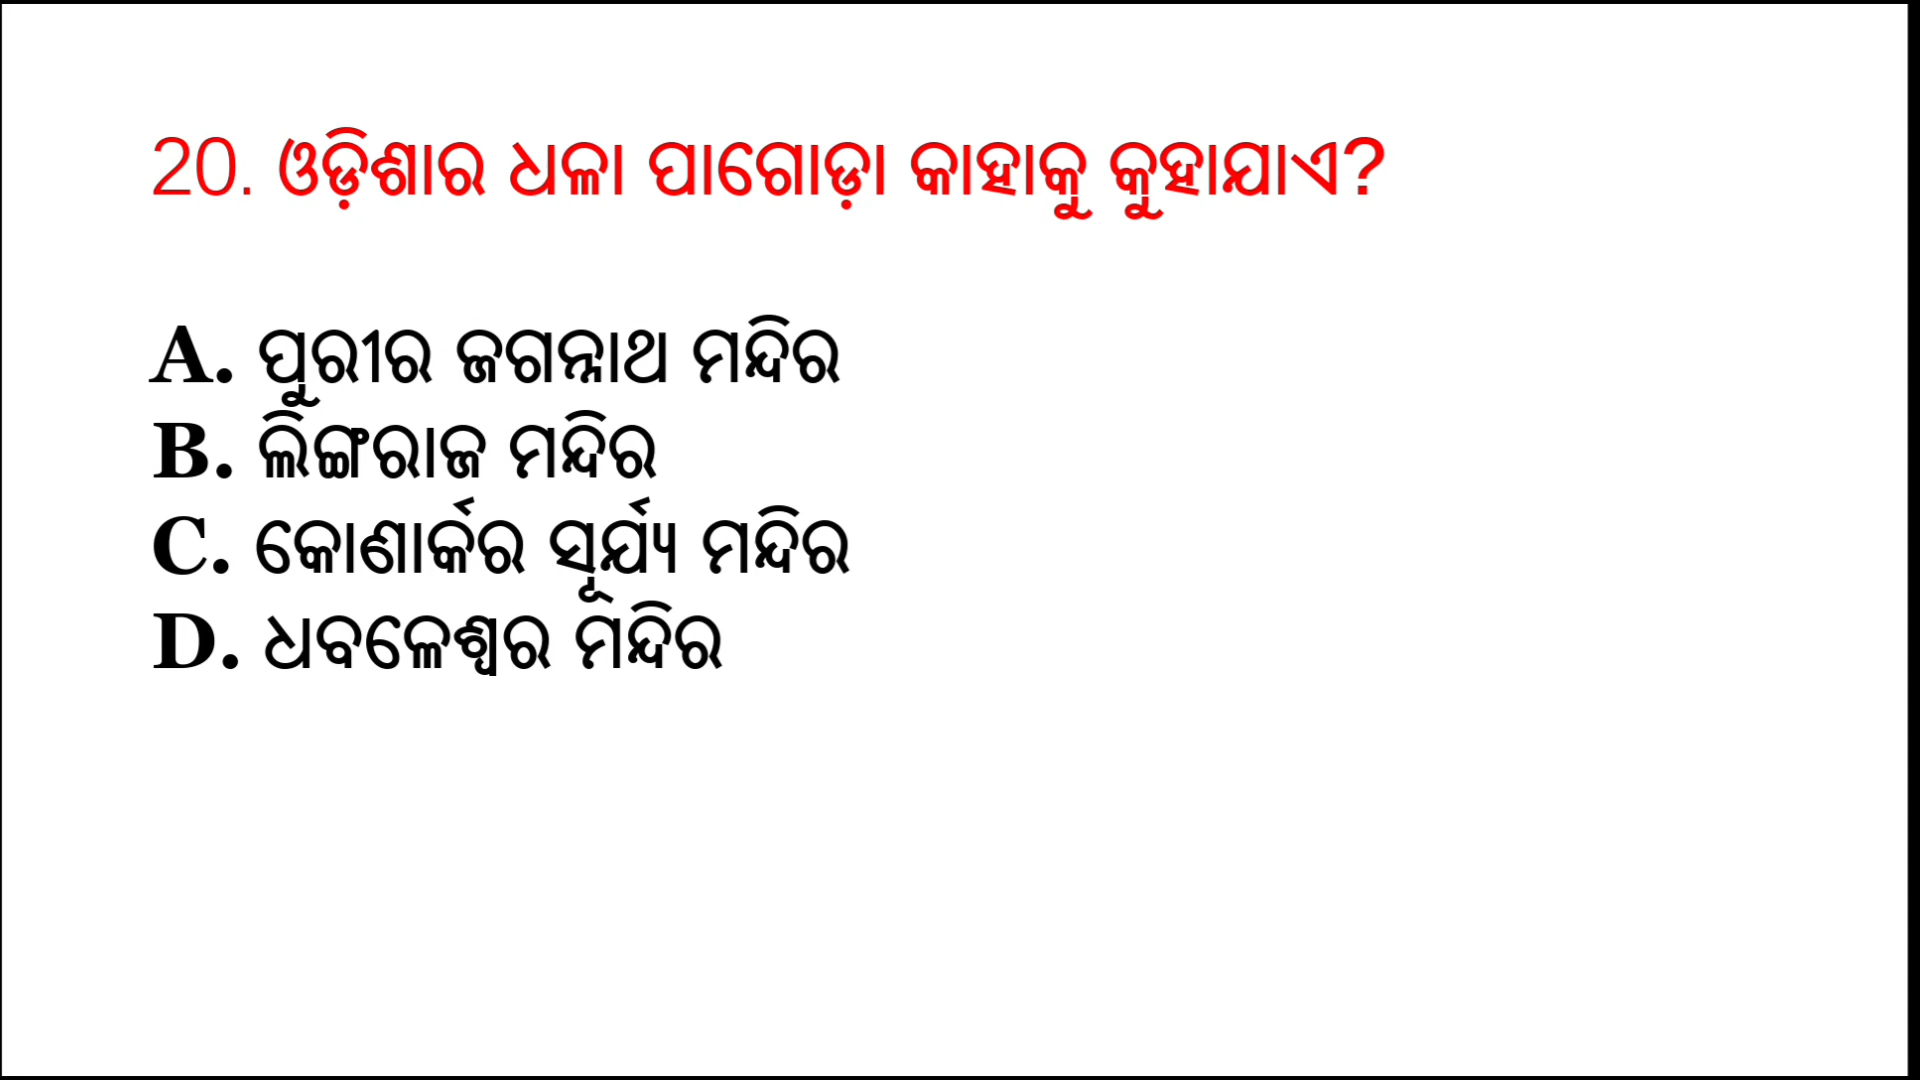 20. ଓଡ଼ିଶାର ଧଳା ପାଗୋଡ଼ା କାହାକୁ କୁହାଯାଏ?
A. ପୁରୀର ଜଗନ୍ନାଥ ମନ୍ଦିର
B. ଲିଙ୍ଗରାଜ ମନ୍ଦିର
C. କୋଣାର୍କର ସୂର୍ଯ୍ୟ ମନ୍ଦିର
D. ଧବଳେଶ୍ୱର ମନ୍ଦିର